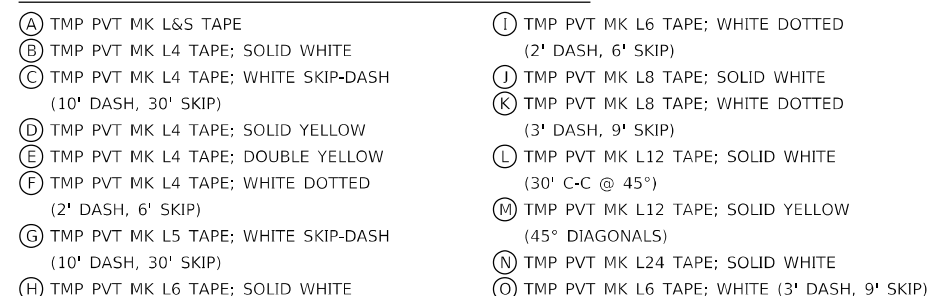 A TMP PVT MK L&S TAPE
B TMP PVT MK L4 TAPE; SOLID WHITE
C TMP PVT MK L4 TAPE; WHITE SKIP-DASH
(10' DASH, 30' SKIP)
D TMP PVT MK L4 TAPE; SOLID YELLOW
E TMP PVT MK L4 TAPE; DOUBLE YELLOW
F TMP PVT MK L4 TAPE; WHITE DOTTED
(2' DASH, 6' SKIP)
G TMP PVT MK L5 TAPE; WHITE SKIP-DASH
(10' DASH, 30' SKIP)
H TMP PVT MK L6 TAPE; SOLID WHITE
I TMP PVT MK L6 TAPE; WHITE DOTTED
(2' DASH, 6' SKIP)
J TMP PVT MK L8 TAPE; SOLID WHITE
K TMP PVT MK L8 TAPE; WHITE DOTTED
(3' DASH, 9' SKIP)
L TMP PVT MK L12 TAPE; SOLID WHITE
(30' C-C @ 45°)
M TMP PVT MK L12 TAPE; SOLID YELLOW
(45° DIAGONALS)
N TMP PVT MK L24 TAPE; SOLID WHITE
O TMP PVT MK L6 TAPE; WHITE (3' DASH, 9' SKIP)